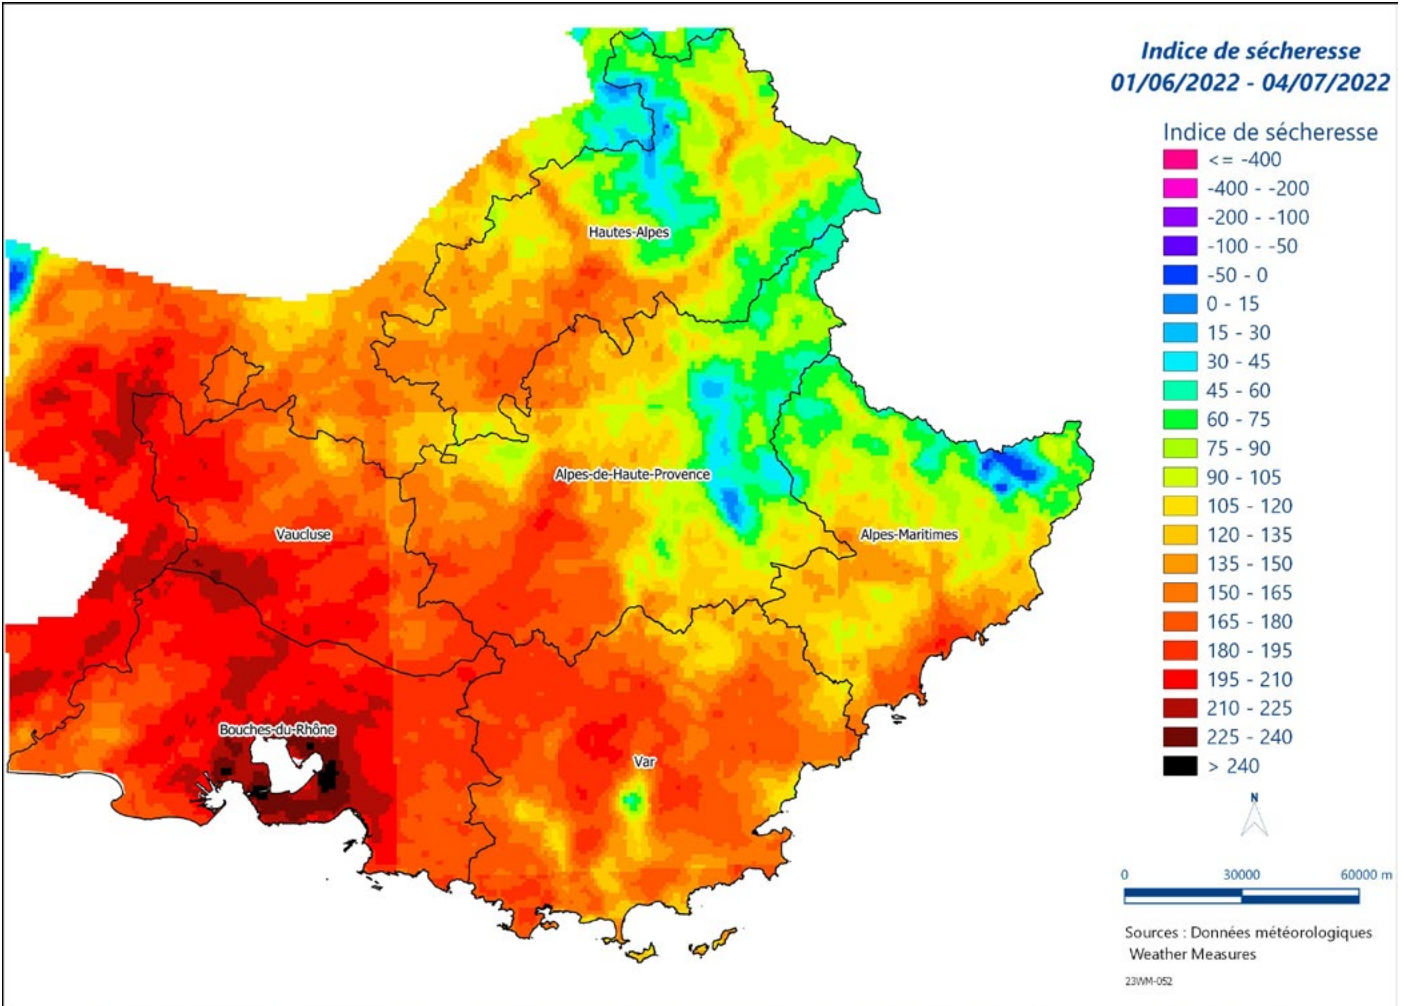 Indice de sécheresse
01/06/2022 - 04/07/2022
Indice de sécheresse
<= -400
-400 - -200
-200 - -100
-100 - -50
-50 - 0
0 - 15
15 - 30
30 - 45
45 - 60
60 - 75
75 - 90
90 - 105
105 - 120
120 - 135
135 - 150
150 - 165
165 - 180
180 - 195
195 - 210
210 - 225
225 - 240
> 240
Hautes-Alpes
Alpes-de-Haute-Provence
Vaucluse
Alpes-Maritimes
Bouches-du-Rhône
Var
N
0 30000 60000 m
Sources : Données météorologiques
Weather Measures
23WM-052